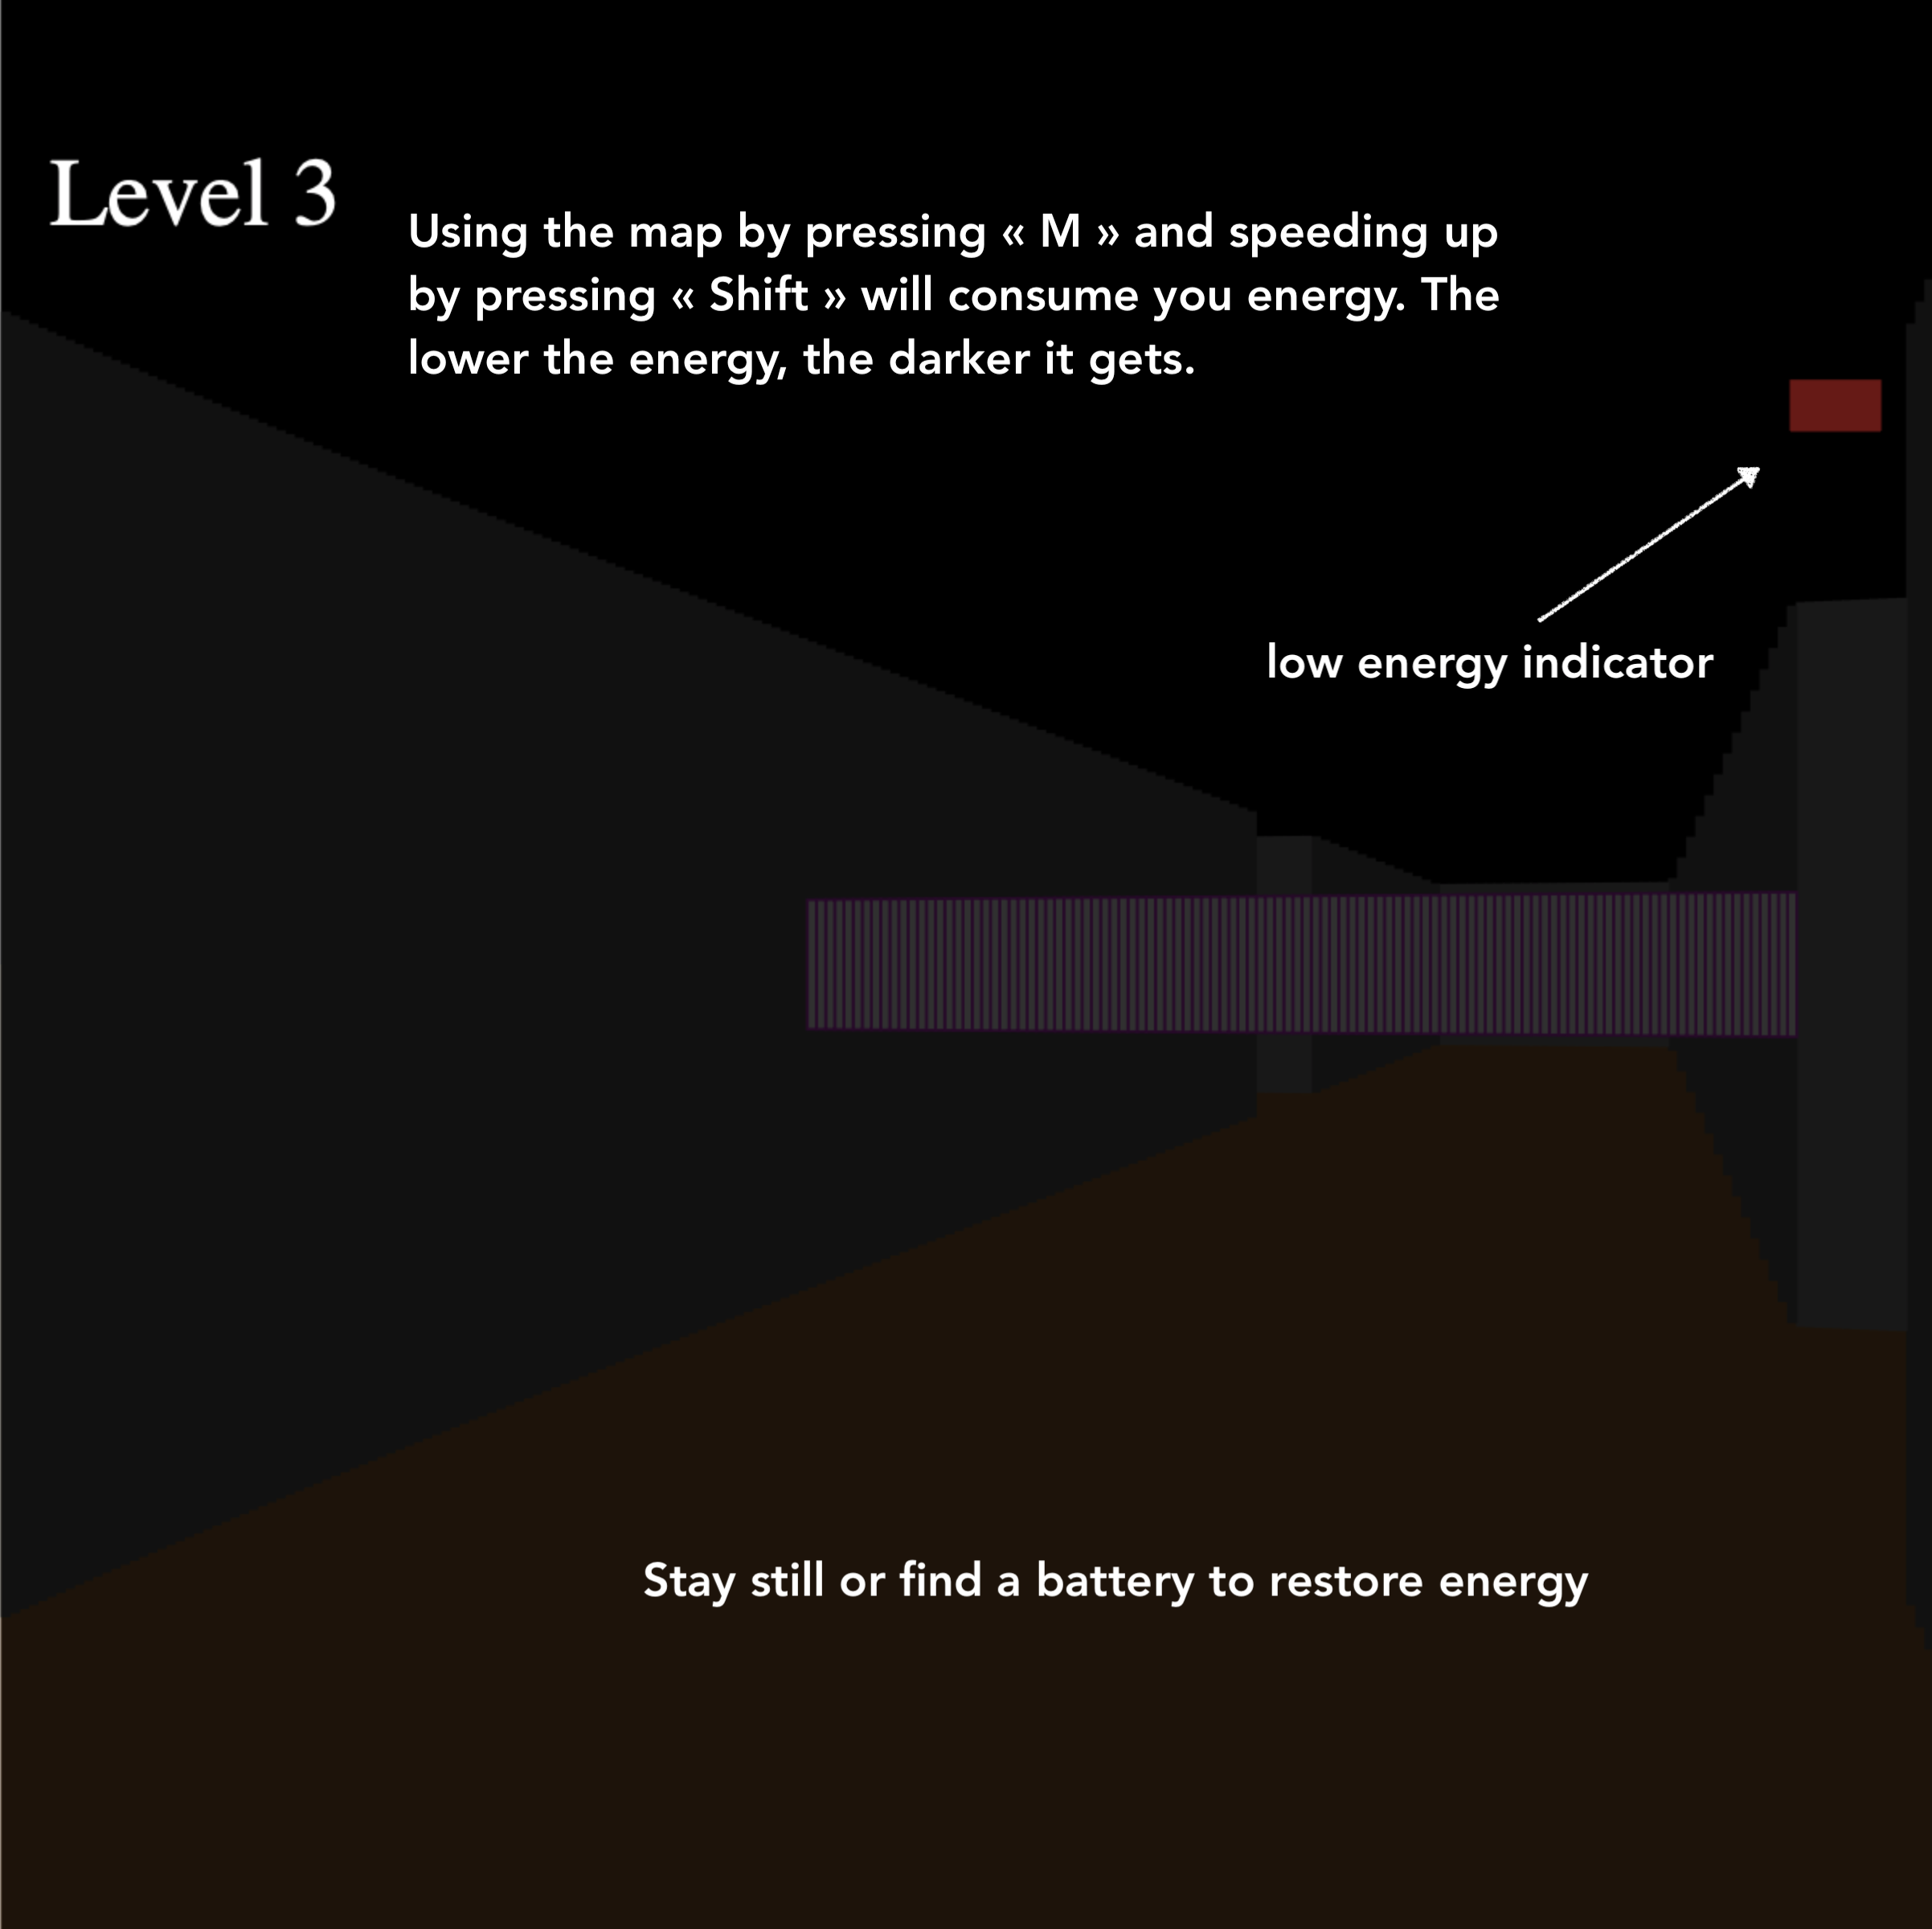 Level 3
Using the map by pressing « M » and speeding up
by pressing « Shift » will consume you energy. The
lower the energy, the darker it gets.
low energy indicator
Stay still or find a battery to restore energy